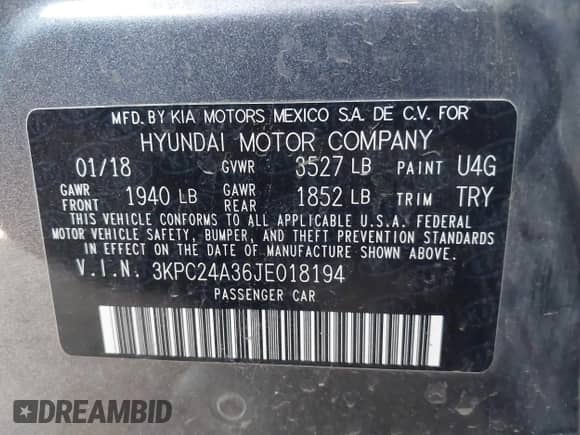 MFD. BY KIA MOTORS MEXICO S.A. DE C.V. FOR
HYUNDAI MOTOR COMPANY
01/18 GVWR 3527 LB PAINT U4G
GAWR FRONT 1940 LB GAWR REAR 1852 LB TRIM TRY
THIS VEHICLE CONFORMS TO ALL APPLICABLE U.S.A. FEDERAL
MOTOR VEHICLE SAFETY, BUMPER, AND THEFT PREVENTION STANDARDS
IN EFFECT ON THE DATE OF MANUFACTURE SHOWN ABOVE.
V.I.N. 3KPC24A36JE018194
PASSENGER CAR
DREAMBID